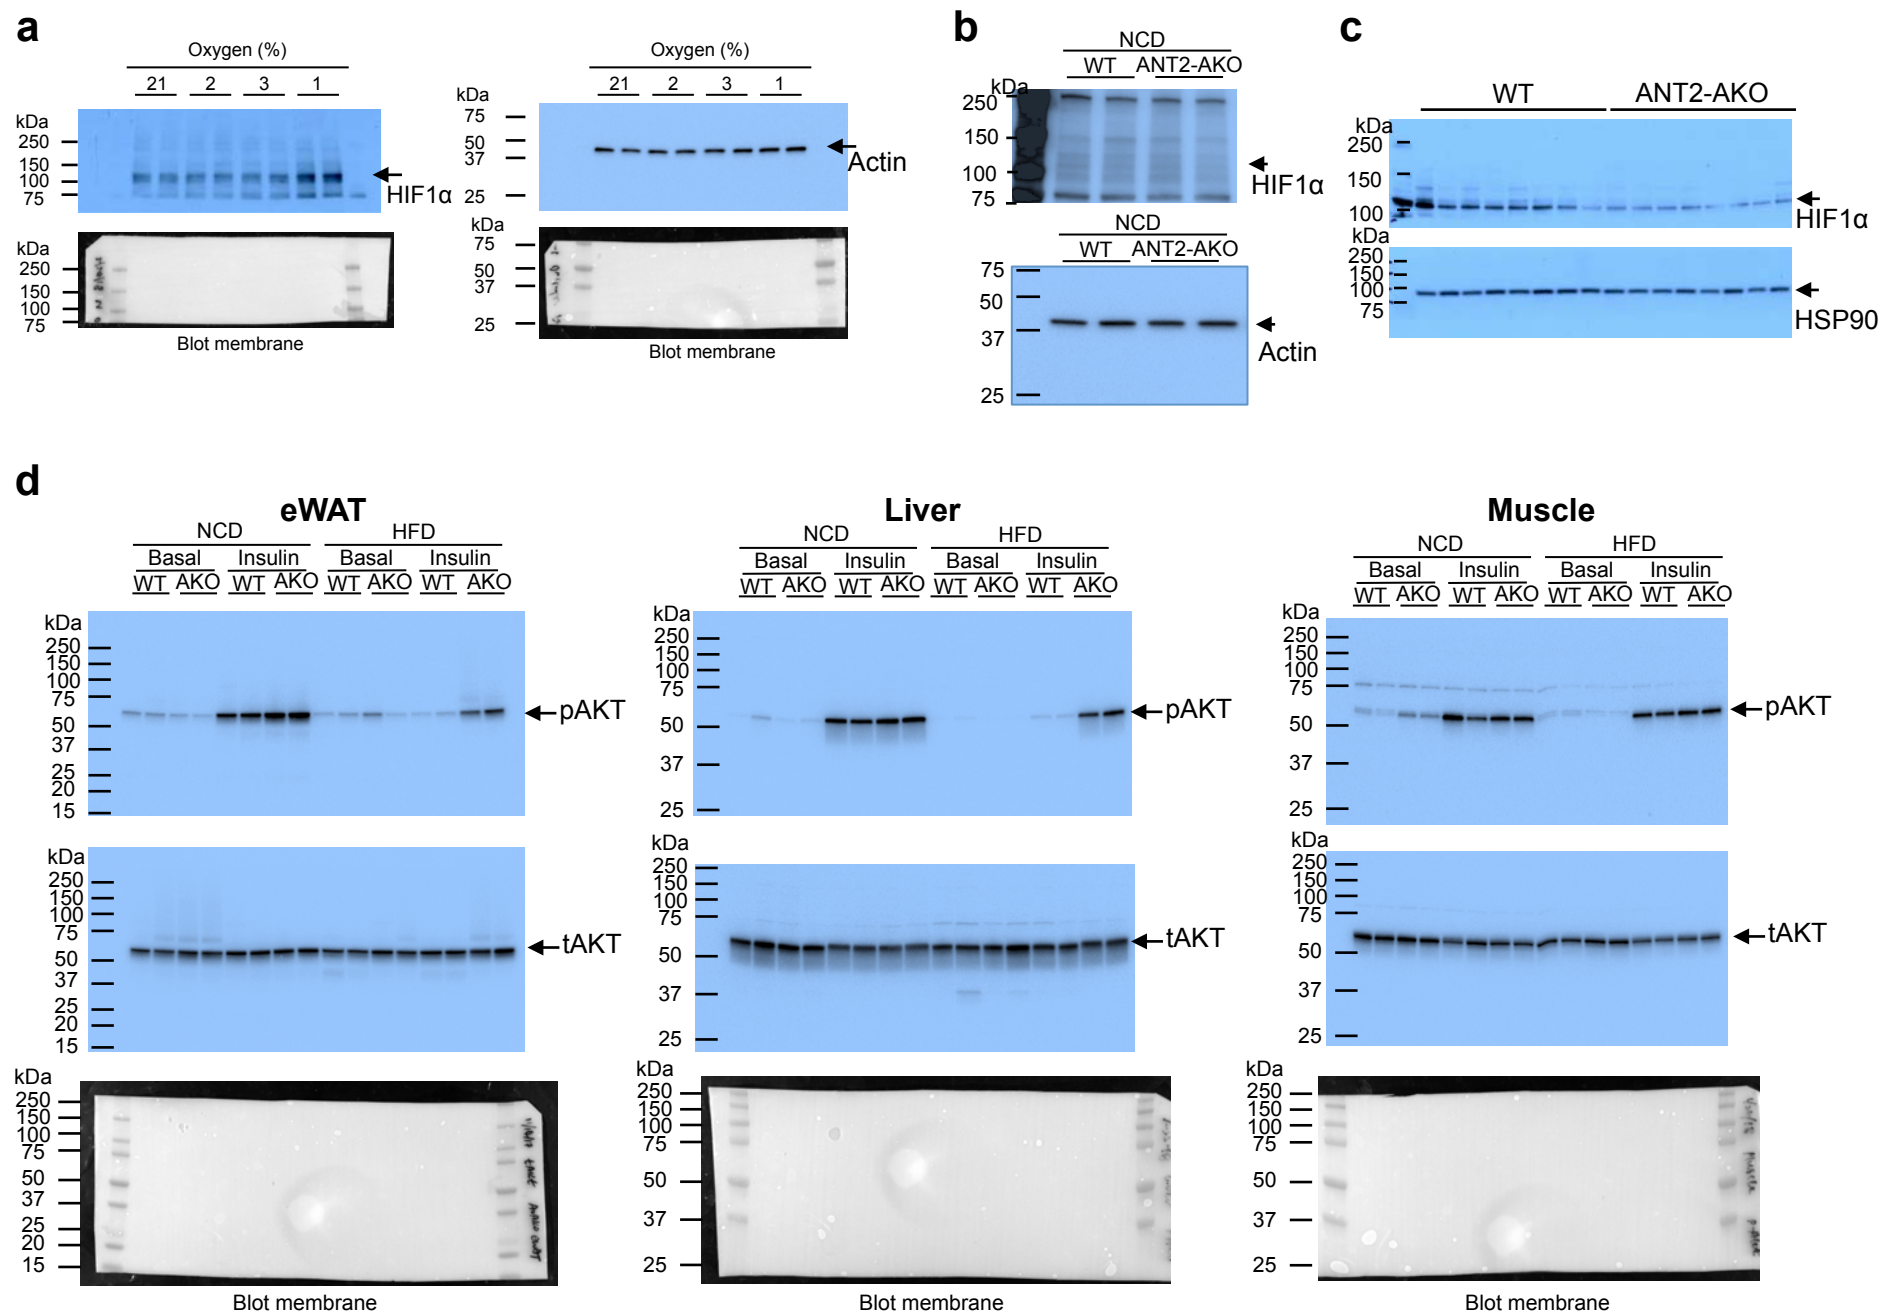 a
Oxygen (%)
21 2 3 1
kDa
250
150
100
75
HIF1α
kDa
250
150
100
75
Blot membrane
Oxygen (%)
21 2 3 1
kDa
75
50
37
25
Actin
kDa
75
50
37
25
Blot membrane
b
NCD
WT ANT2-AKO
kDa
250
150
100
75
HIF1α
NCD
WT ANT2-AKO
75
50
37
25
Actin
c
WT ANT2-AKO
kDa
250
150
100
HIF1α
kDa
250
150
100
75
HSP90
d
eWAT
NCD HFD
Basal Insulin Basal Insulin
WT AKO WT AKO WT AKO WT AKO
kDa
250
150
100
75
50
37
25
20
15
pAKT
kDa
250
150
100
75
50
37
25
20
15
tAKT
kDa
250
150
100
75
50
37
25
20
15
Blot membrane
Liver
NCD HFD
Basal Insulin Basal Insulin
WT AKO WT AKO WT AKO WT AKO
kDa
250
150
100
75
50
37
25
pAKT
kDa
250
150
100
75
50
37
25
tAKT
kDa
250
150
100
75
50
37
25
Blot membrane
Muscle
NCD HFD
Basal Insulin Basal Insulin
WT AKO WT AKO WT AKO WT AKO
kDa
250
150
100
75
50
37
25
pAKT
kDa
250
150
100
75
50
37
25
tAKT
kDa
250
150
100
75
50
37
25
Blot membrane